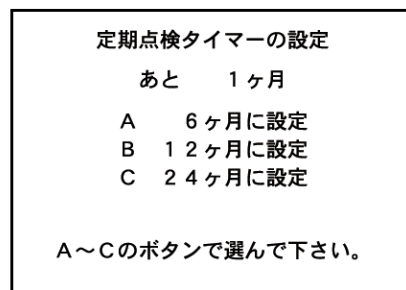 定期点検タイマーの設定
あと　　１ヶ月
Ａ　　６ヶ月に設定
Ｂ　１２ヶ月に設定
Ｃ　２４ヶ月に設定
Ａ～Ｃのボタンで選んで下さい。